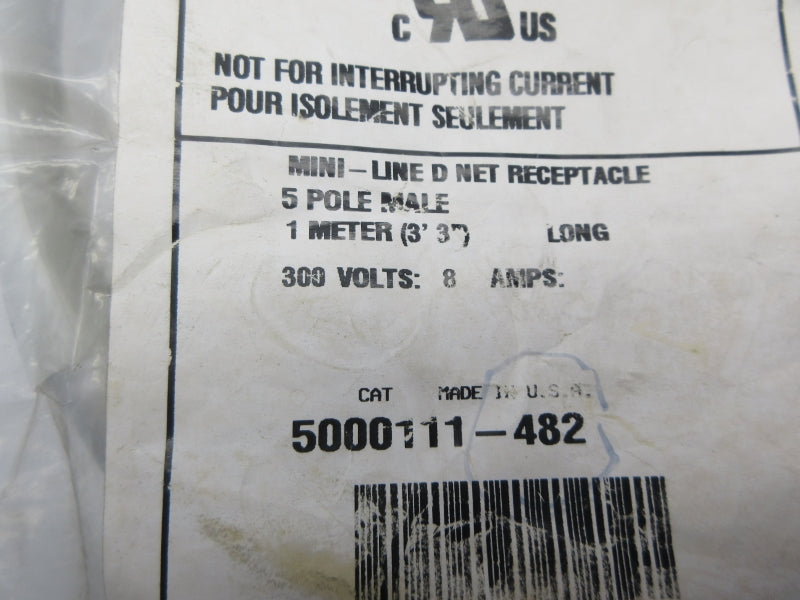 C RU US
NOT FOR INTERRUPTING CURRENT
POUR ISOLEMENT SEULEMENT
MINI-LINE D NET RECEPTACLE
5 POLE MALE
1 METER (3' 3") LONG
300 VOLTS: 8 AMPS:
CAT MADE IN U.S.A.
5000111-482